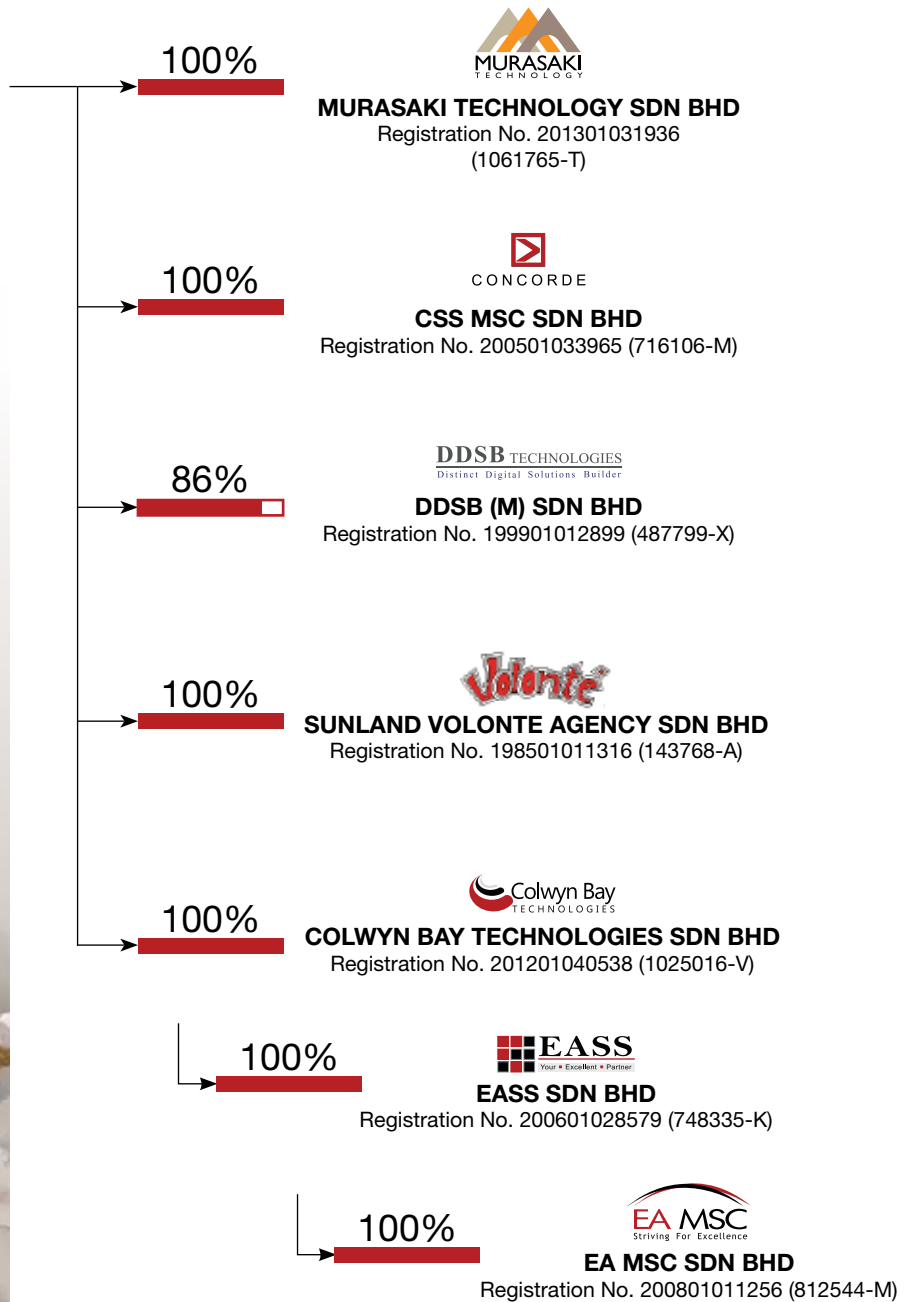 100%
MURASAKI
TECHNOLOGY
MURASAKI TECHNOLOGY SDN BHD
Registration No. 201301031936
(1061765-T)
100%
CONCORDE
CSS MSC SDN BHD
Registration No. 200501033965 (716106-M)
86%
DDSB TECHNOLOGIES
Distinct Digital Solutions Builder
DDSB (M) SDN BHD
Registration No. 199901012899 (487799-X)
100%
Volonté
SUNLAND VOLONTE AGENCY SDN BHD
Registration No. 198501011316 (143768-A)
100%
Colwyn Bay
TECHNOLOGIES
COLWYN BAY TECHNOLOGIES SDN BHD
Registration No. 201201040538 (1025016-V)
100%
EASS
Your Excellent Partner
EASS SDN BHD
Registration No. 200601028579 (748335-K)
100%
EA MSC
Striving For Excellence
EA MSC SDN BHD
Registration No. 200801011256 (812544-M)